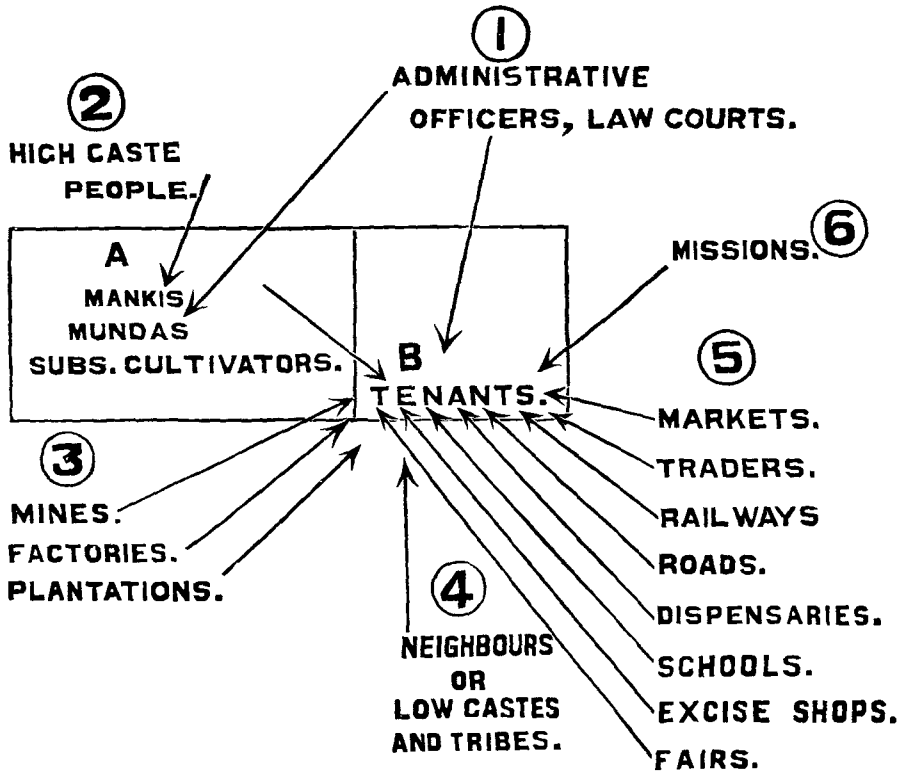 1
ADMINISTRATIVE
OFFICERS, LAW COURTS.
2
HIGH CASTE
PEOPLE.
A
MANKIS
MUNDAS
SUBS. CULTIVATORS.
B
TENANTS.
6
MISSIONS.
5
MARKETS.
TRADERS.
RAILWAYS
ROADS.
DISPENSARIES.
SCHOOLS.
EXCISE SHOPS.
FAIRS.
3
MINES.
FACTORIES.
PLANTATIONS.
4
NEIGHBOURS
OR
LOW CASTES
AND TRIBES.